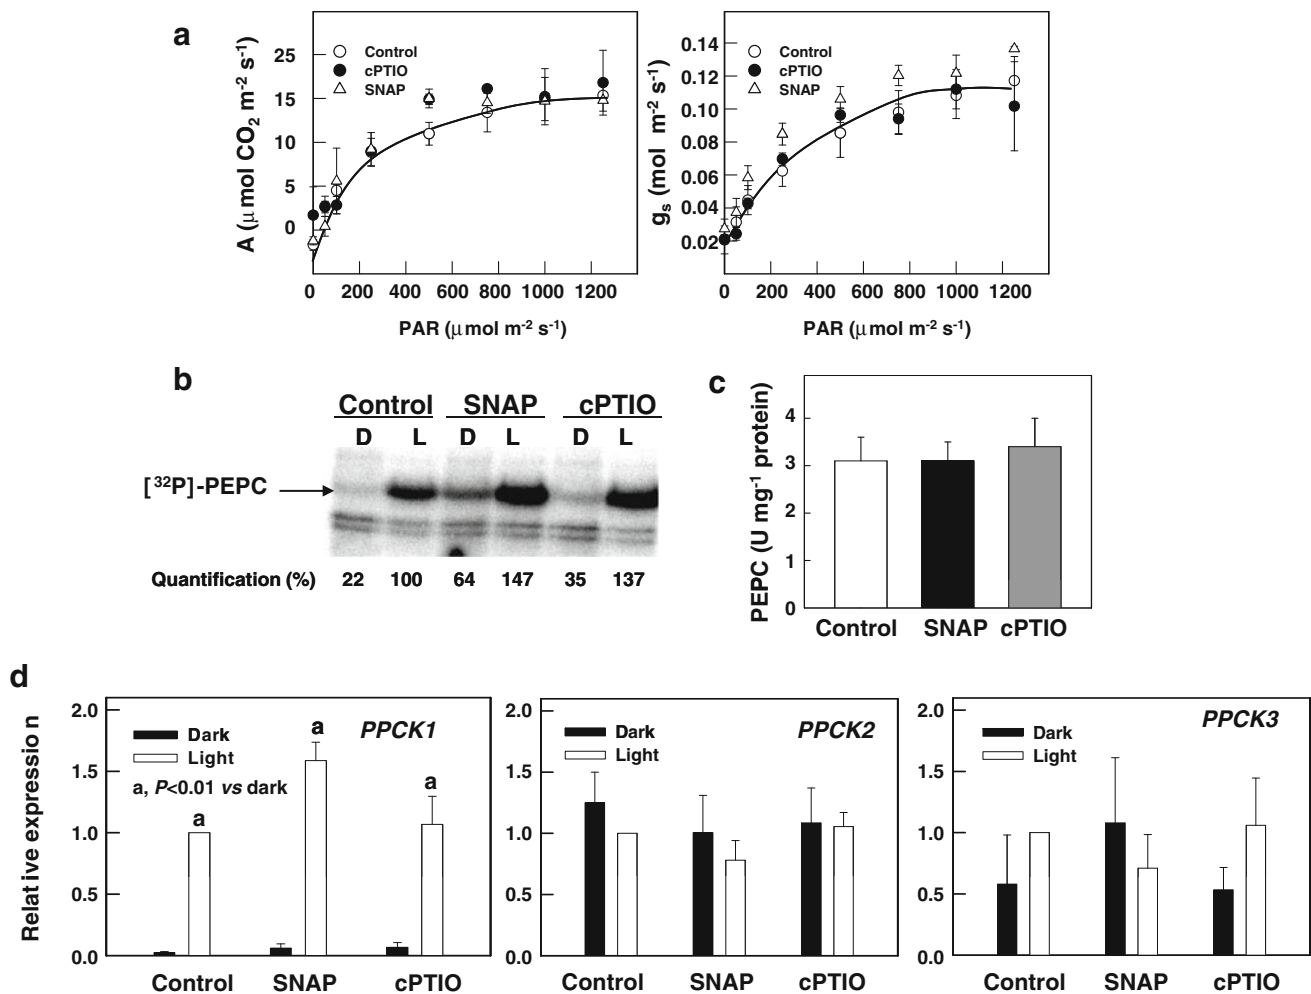 a
A (μmol CO2 m-2 s-1)
25
20
15
10
5
0
Control
cPTIO
SNAP
0 200 400 600 800 1000 1200
PAR (μmol m-2 s-1)
gs (mol m-2 s-1)
0.14
0.12
0.10
0.08
0.06
0.04
0.02
Control
cPTIO
SNAP
0 200 400 600 800 1000 1200
PAR (μmol m-2 s-1)
b
Control SNAP cPTIO
D L D L D L
[32P]-PEPC
Quantification (%) 22 100 64 147 35 137
c
PEPC (U mg-1 protein)
4
3
2
1
0
Control SNAP cPTIO
d
Relative expression
2.0
1.5
1.0
0.5
0.0
Dark
Light
a, P<0.01 vs dark
PPCK1
a
a
a
Control SNAP cPTIO
2.0
1.5
1.0
0.5
0.0
Dark
Light
PPCK2
Control SNAP cPTIO
2.0
1.5
1.0
0.5
0.0
Dark
Light
PPCK3
Control SNAP cPTIO